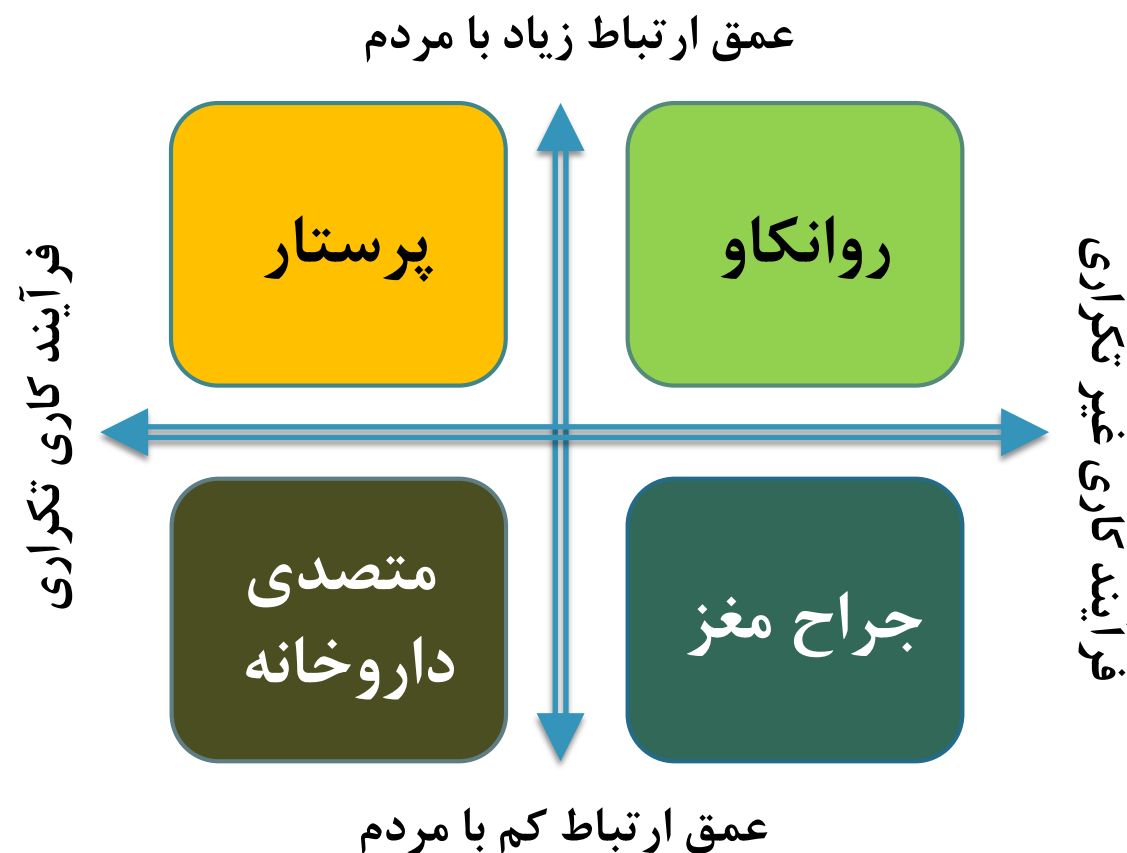 عمق ارتباط زیاد با مردم
روانکاو
پرستار
فرآیند کاری غیر تکراری
فرآیند کاری تکراری
جراح مغز
متصدی
داروخانه
عمق ارتباط کم با مردم